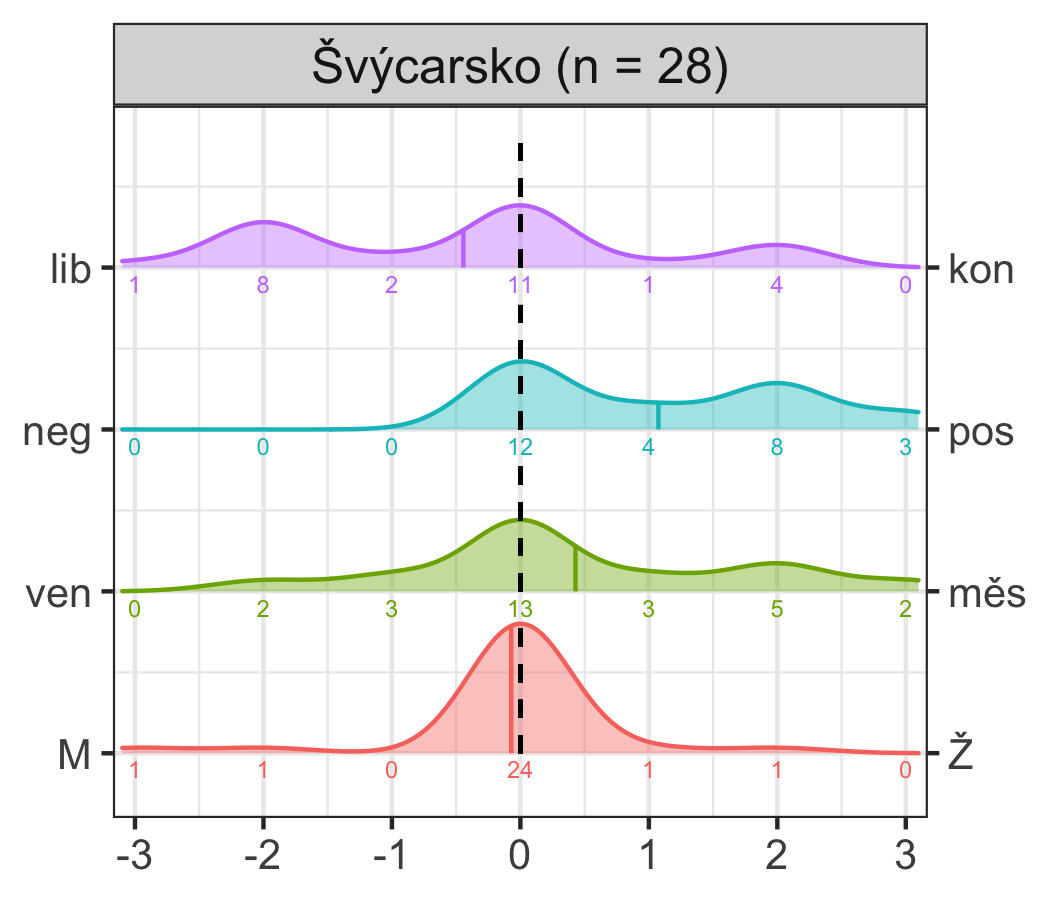 Švýcarsko (n = 28)
lib kon
1 8 2 11 1 4 0
neg pos
0 0 0 12 4 8 3
ven měs
0 2 3 13 3 5 2
M Ž
1 1 0 24 1 1 0
-3 -2 -1 0 1 2 3